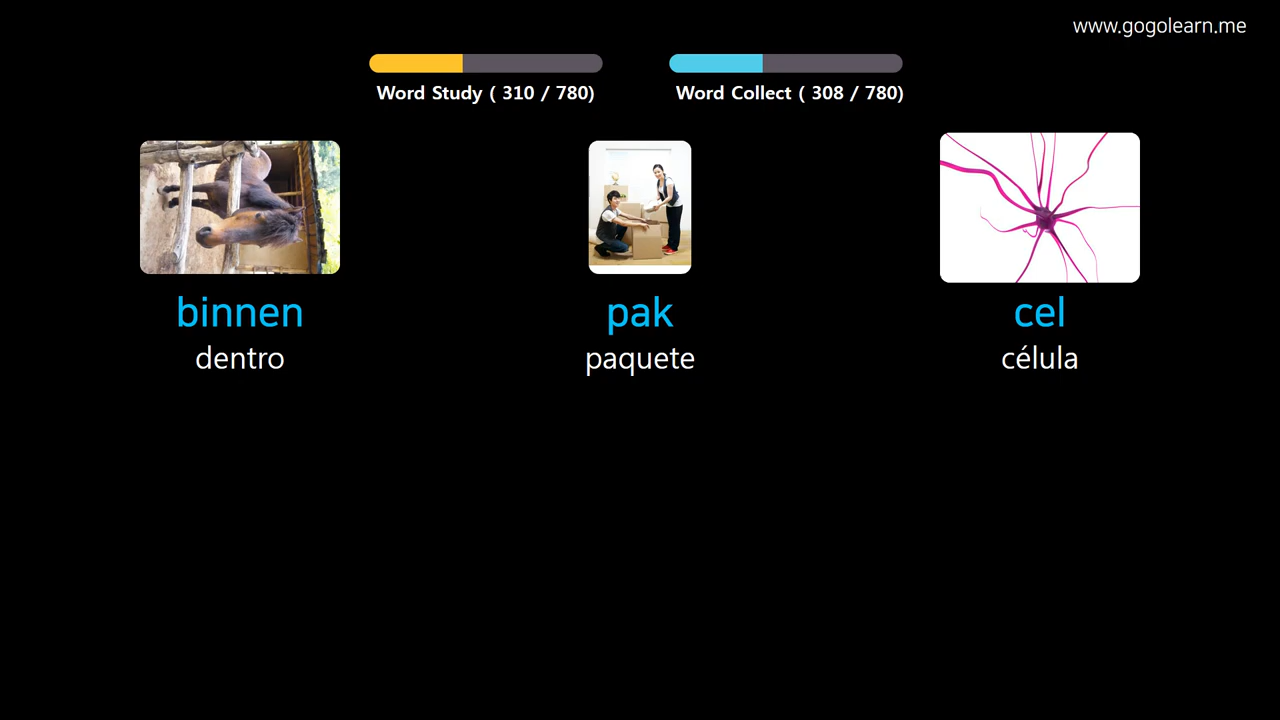 www.gogolearn.me
Word Study ( 310 / 780)
Word Collect ( 308 / 780)
binnen
dentro
pak
paquete
cel
célula